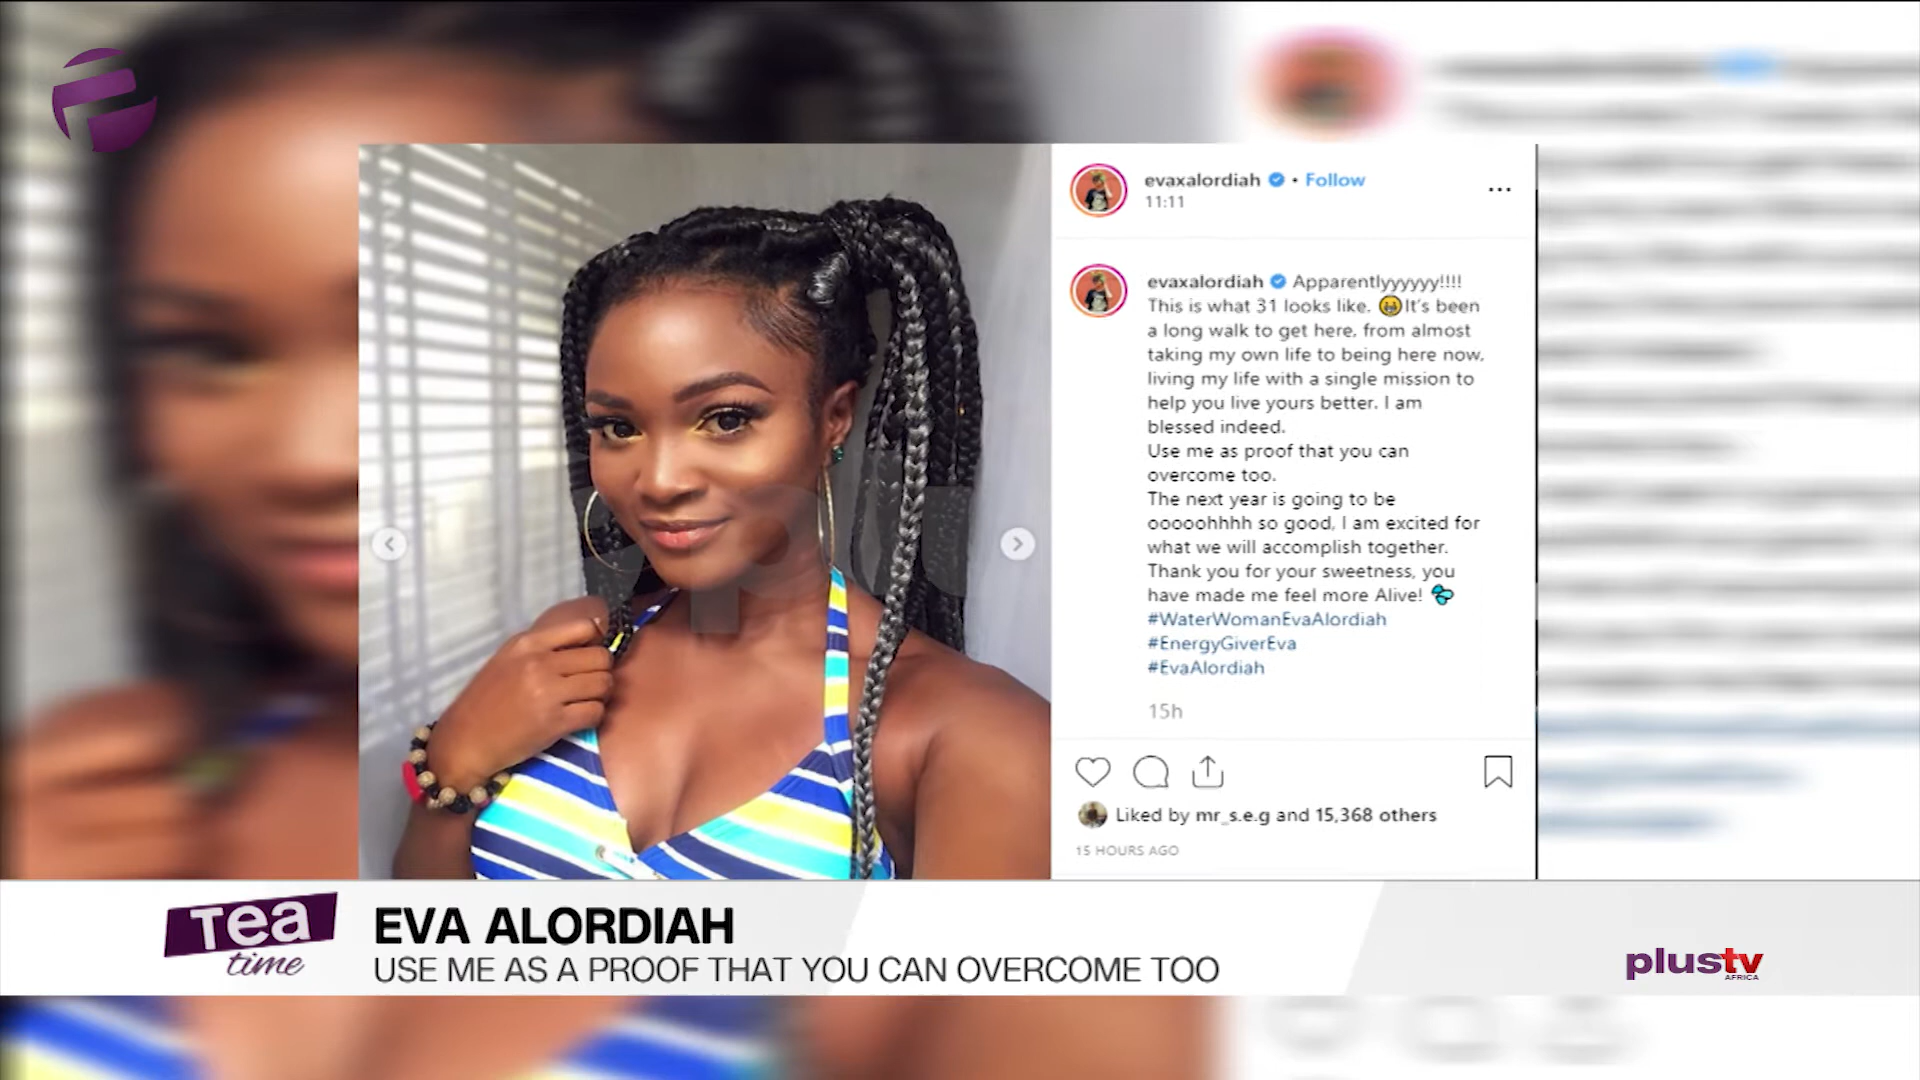 evaxalordiah • Follow
11:11
evaxalordiah Apparentlyyyyyy!!!!
This is what 31 looks like. 😭It's been
a long walk to get here, from almost
taking my own life to being here now,
living my life with a single mission to
help you live yours better. I am
blessed indeed.
Use me as proof that you can
overcome too.
The next year is going to be
ooooohhhh so good, I am excited for
what we will accomplish together.
Thank you for your sweetness, you
have made me feel more Alive! 💦
#WaterWomanEvaAlordiah
#EnergyGiverEva
#EvaAlordiah
15h
Liked by mr_s.e.g and 15,368 others
15 HOURS AGO
Tea
time
EVA ALORDIAH
USE ME AS A PROOF THAT YOU CAN OVERCOME TOO
plustv
AFRICA